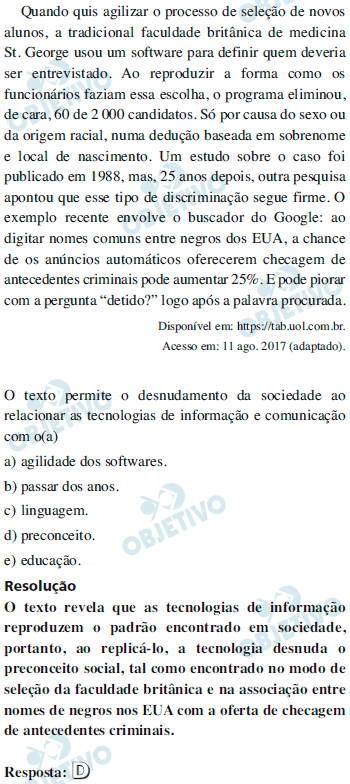 Quando quis agilizar o processo de seleção de novos
alunos, a tradicional faculdade britânica de medicina
St. George usou um software para definir quem deveria
ser entrevistado. Ao reproduzir a forma como os
funcionários faziam essa escolha, o programa eliminou,
de cara, 60 de 2 000 candidatos. Só por causa do sexo ou
da origem racial, numa dedução baseada em sobrenome
e local de nascimento. Um estudo sobre o caso foi
publicado em 1988, mas, 25 anos depois, outra pesquisa
apontou que esse tipo de discriminação segue firme. O
exemplo recente envolve o buscador do Google: ao
digitar nomes comuns entre negros dos EUA, a chance
de os anúncios automáticos oferecerem checagem de
antecedentes criminais pode aumentar 25%. E pode piorar
com a pergunta “detido?” logo após a palavra procurada.
Disponível em: https://tab.uol.com.br.
Acesso em: 11 ago. 2017 (adaptado).
O texto permite o desnudamento da sociedade ao
relacionar as tecnologias de informação e comunicação
com o(a)
a) agilidade dos softwares.
b) passar dos anos.
c) linguagem.
d) preconceito.
e) educação.
Resolução
O texto revela que as tecnologias de informação
reproduzem o padrão encontrado em sociedade,
portanto, ao replicá-lo, a tecnologia desnuda o
preconceito social, tal como encontrado no modo de
seleção da faculdade britânica e na associação entre
nomes de negros nos EUA com a oferta de checagem
de antecedentes criminais.
Resposta: D
OBJETIVO
OBJETIVO
OBJETIVO
OBJETIVO
OBJETIVO
OBJETIVO
OBJETIVO